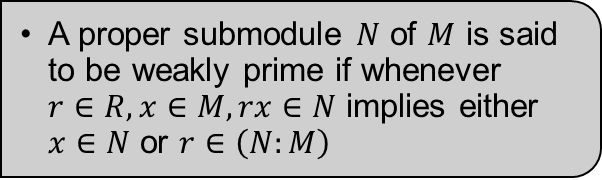 • A proper submodule 𝑁 of 𝑀 is said
to be weakly prime if whenever
𝑟 ∈ 𝑅, 𝑥 ∈ 𝑀, 𝑟𝑥 ∈ 𝑁 implies either
𝑥 ∈ 𝑁 or 𝑟 ∈ (𝑁: 𝑀)